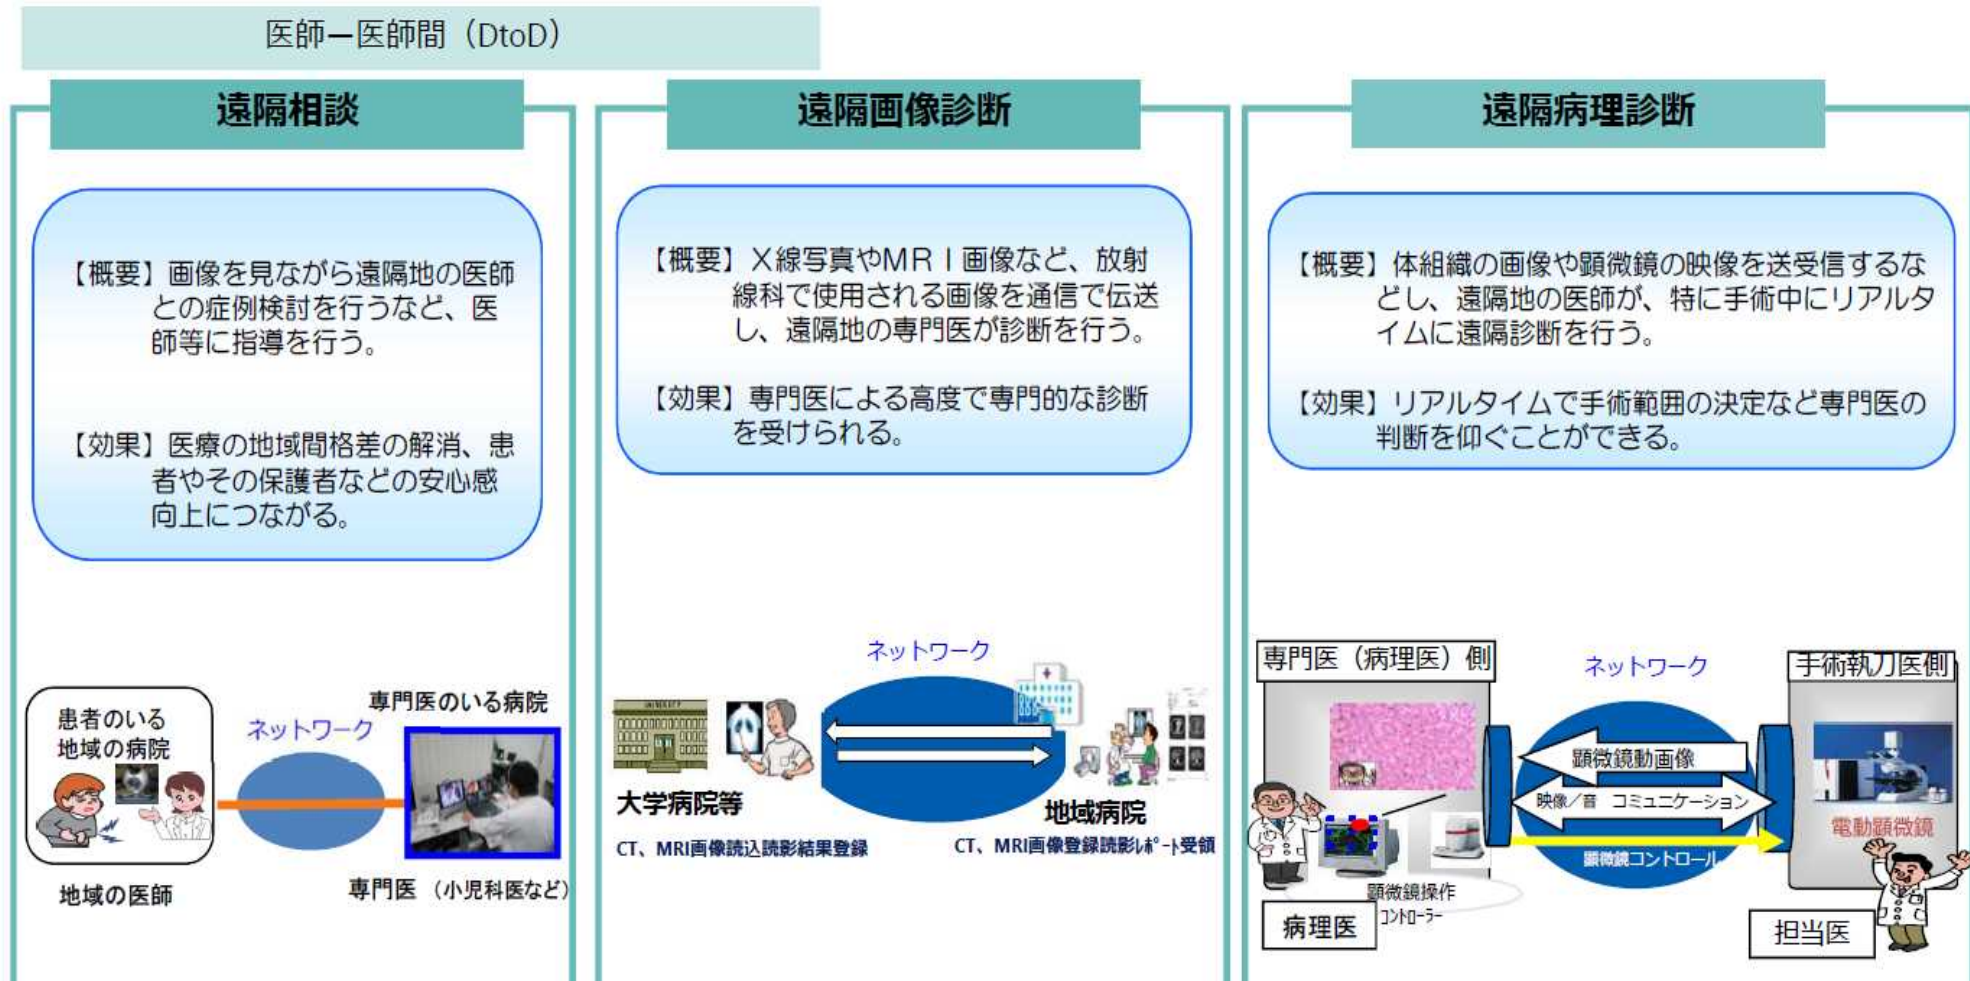 医師ー医師間（DtoD）
遠隔相談
【概要】画像を見ながら遠隔地の医師
との症例検討を行うなど、医
師等に指導を行う。
【効果】医療の地域間格差の解消、患
者やその保護者などの安心感
向上につながる。
患者のいる
地域の病院
ネットワーク
専門医のいる病院
地域の医師
専門医（小児科医など）
遠隔画像診断
【概要】X線写真やMRI画像など、放射
線科で使用される画像を通信で伝送
し、遠隔地の専門医が診断を行う。
【効果】専門医による高度で専門的な診断
を受けられる。
ネットワーク
UNIVERSITY
大学病院等
地域病院
CT、MRI画像読込読影結果登録
CT、MRI画像登録読影ﾚﾎﾟｰﾄ受領
遠隔病理診断
【概要】体組織の画像や顕微鏡の映像を送受信するな
どし、遠隔地の医師が、特に手術中にリアルタ
イムに遠隔診断を行う。
【効果】リアルタイムで手術範囲の決定など専門医の
判断を仰ぐことができる。
専門医（病理医）側
ネットワーク
手術執刀医側
顕微鏡動画像
映像／音　コミュニケーション
顕微鏡コントロール
電動顕微鏡
顕微鏡操作
ｺﾝﾄﾛｰﾗｰ
病理医
担当医